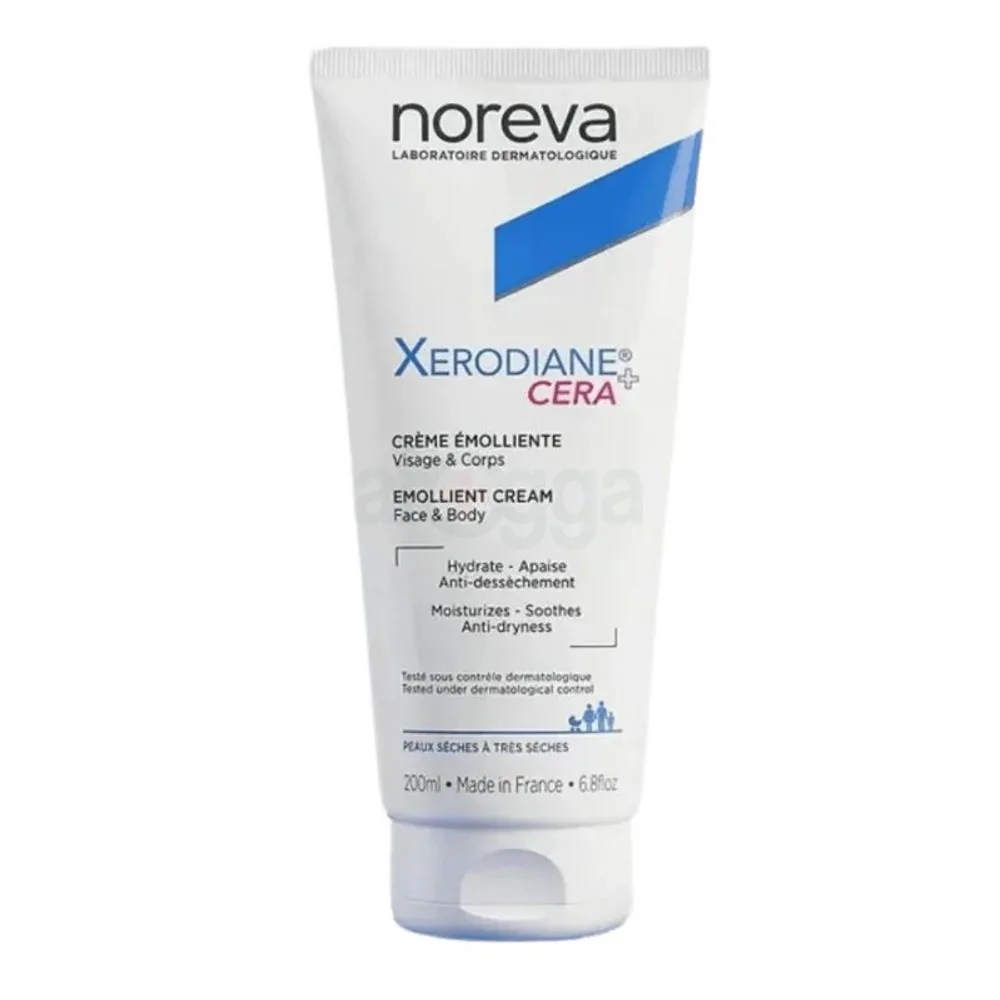 noreva
LABORATOIRE DERMATOLOGIQUE
XERODIANE®
CERA+
CRÈME ÉMOLLIENTE
Visage & Corps
EMOLLIENT CREAM
Face & Body
arogga
Hydrate - Apaise
Anti-dessèchement
Moisturizes - Soothes
Anti-dryness
Testé sous contrôle dermatologique
Tested under dermatological control
PEAUX SÈCHES À TRÈS SÈCHES
200ml • Made in France • 6.8floz